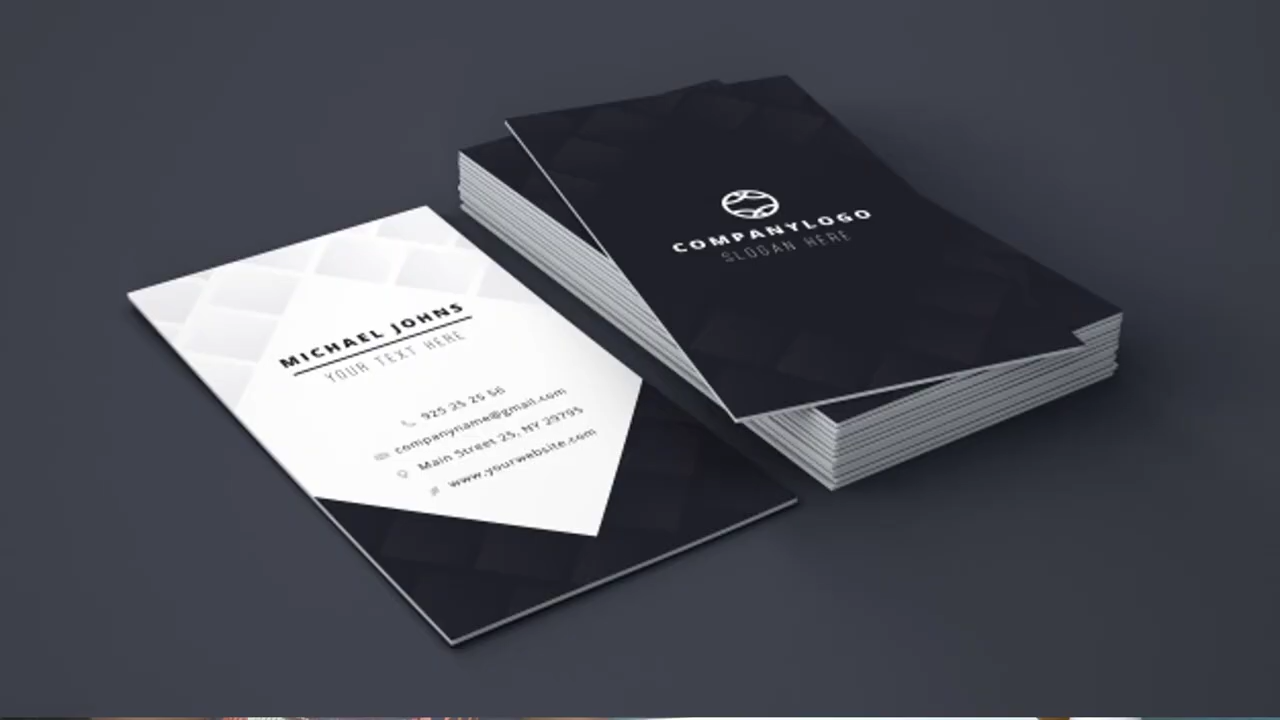 MICHAEL JOHNS
YOUR TEXT HERE
925 25 26 56
companyname@gmail.com
Main Street 25, NY 29795
www.yourwebsite.com
COMPANYLOGO
SLOGAN HERE